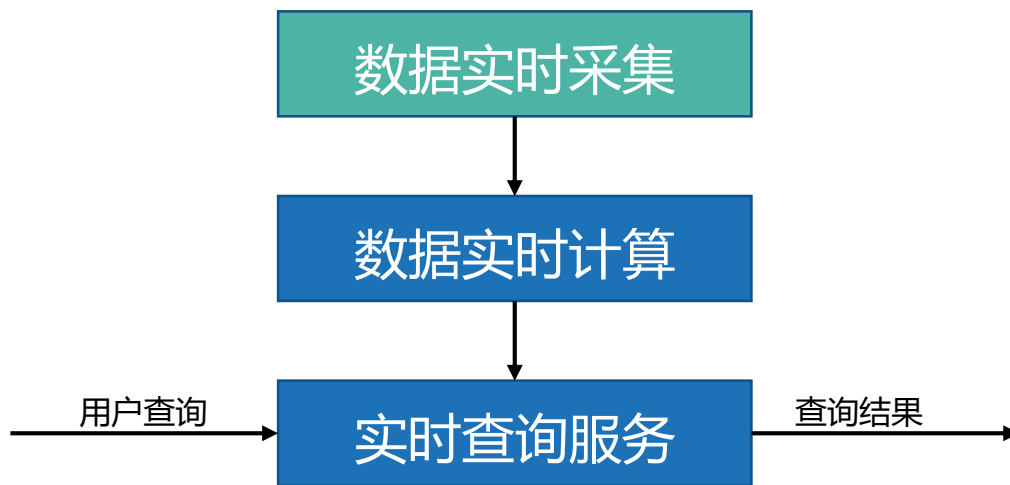 数据实时采集
数据实时计算
用户查询
实时查询服务
查询结果